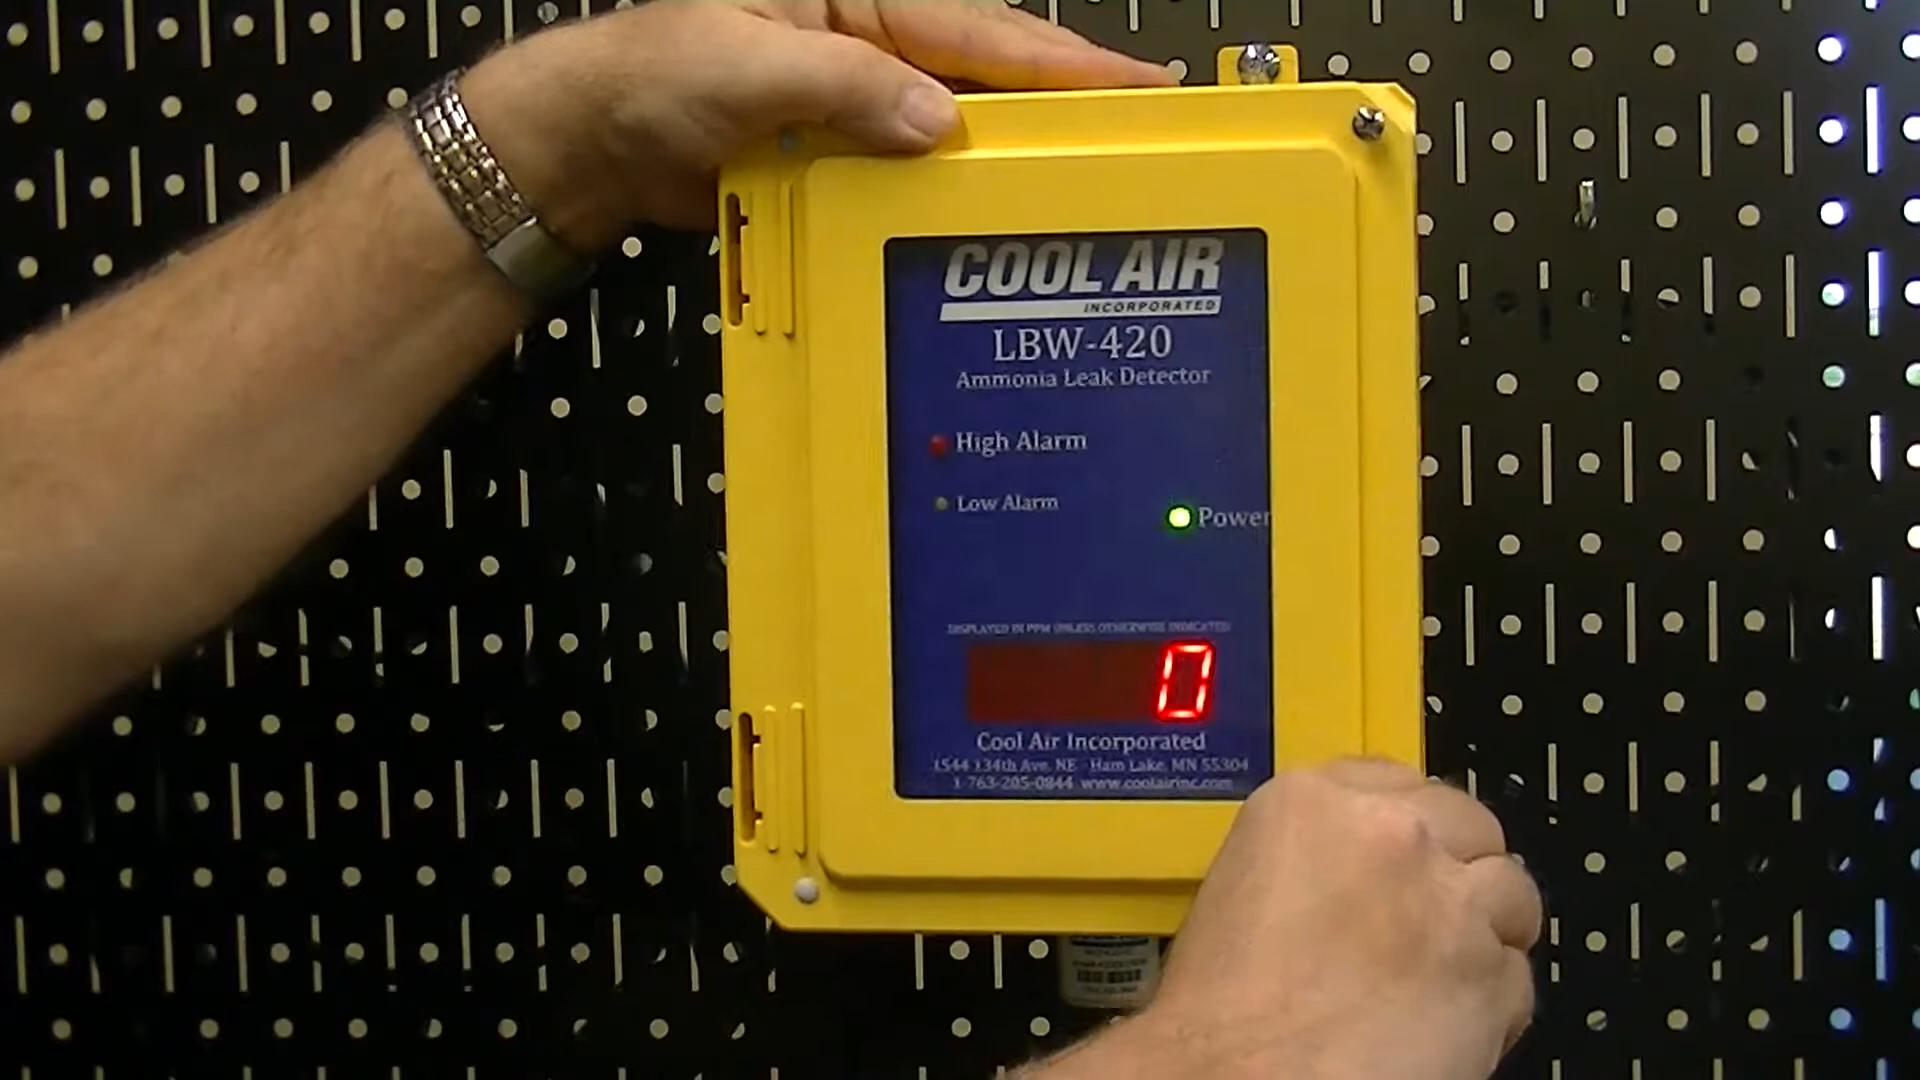 COOL AIR
INCORPORATED
LBW-420
Ammonia Leak Detector
High Alarm
Low Alarm
Power
DISPLAYED IN PPM UNLESS OTHERWISE INDICATED
0
Cool Air Incorporated
1544 134th Ave. NE - Ham Lake, MN 55304
1-763-205-0844 www.coolairinc.com